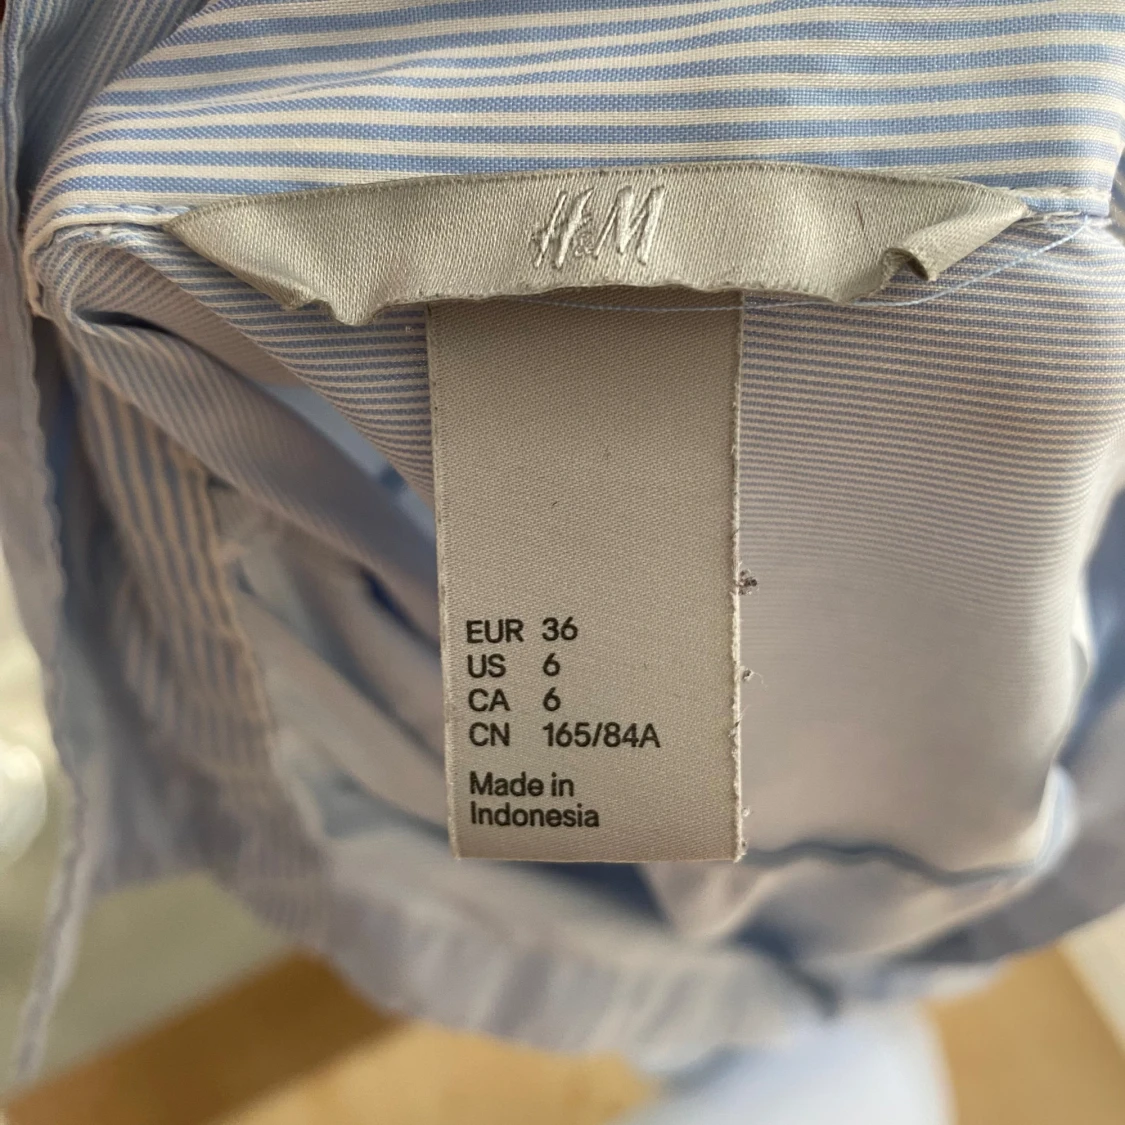 H&M
EUR 36
US 6
CA 6
CN 165/84A
Made in
Indonesia